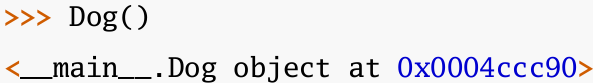 >>> Dog()
<__main__.Dog object at 0x0004ccc90>